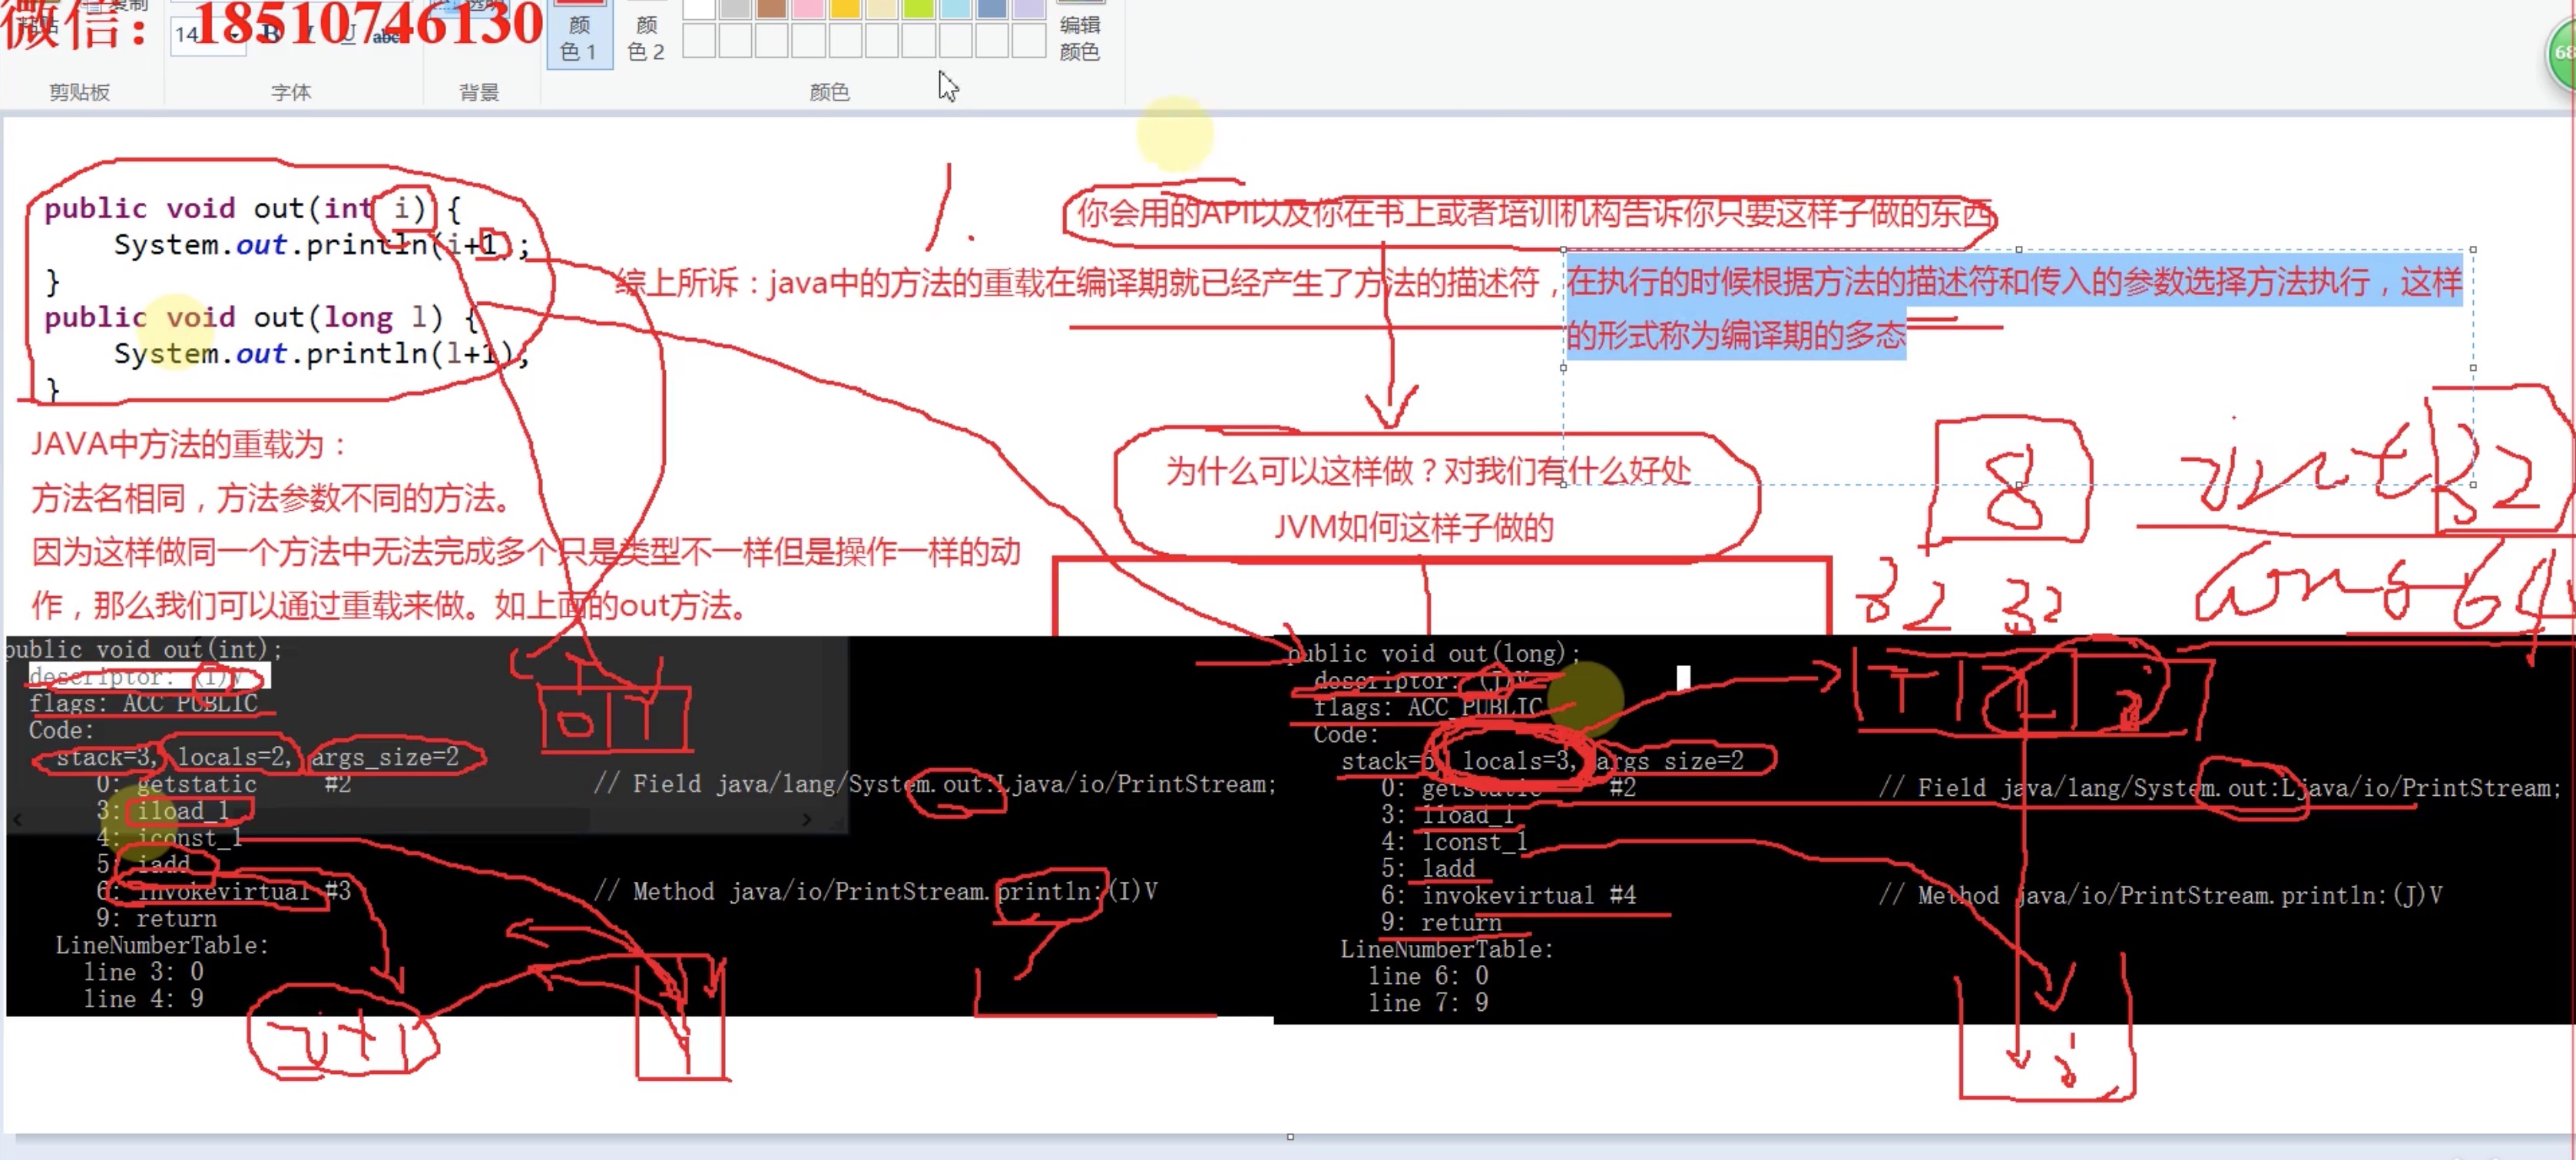 微信：18510746130
14
颜
色 1
颜
色 2
编辑
颜色
剪贴板
字体
背景
颜色
68
public void out(int i) {
System.out.println(i+1);
}
public void out(long l) {
System.out.println(l+1);
}
你会用的API以及你在书上或者培训机构告诉你只要这样子做的东西
综上所诉：java中的方法的重载在编译期就已经产生了方法的描述符，在执行的时候根据方法的描述符和传入的参数选择方法执行，这样
的形式称为编译期的多态
JAVA中方法的重载为：
方法名相同，方法参数不同的方法。
因为这样做同一个方法中无法完成多个只是类型不一样但是操作一样的动
作，那么我们可以通过重载来做。如上面的out方法。
为什么可以这样做？对我们有什么好处
JVM如何这样子做的
8
int 32
32 32
long 64
public void out(int);
descriptor: (I)V
flags: ACC_PUBLIC
Code:
stack=3, locals=2, args_size=2
0: getstatic #2 // Field java/lang/System.out:Ljava/io/PrintStream;
3: iload_1
4: iconst_1
5: iadd
6: invokevirtual #3 // Method java/io/PrintStream.println:(I)V
9: return
LineNumberTable:
line 3: 0
line 4: 9
i+1
public void out(long);
descriptor: (J)V
flags: ACC_PUBLIC
Code:
stack=5, locals=3, args_size=2
0: getstatic #2 // Field java/lang/System.out:Ljava/io/PrintStream;
3: lload_1
4: lconst_1
5: ladd
6: invokevirtual #4 // Method java/io/PrintStream.println:(J)V
9: return
LineNumberTable:
line 6: 0
line 7: 9